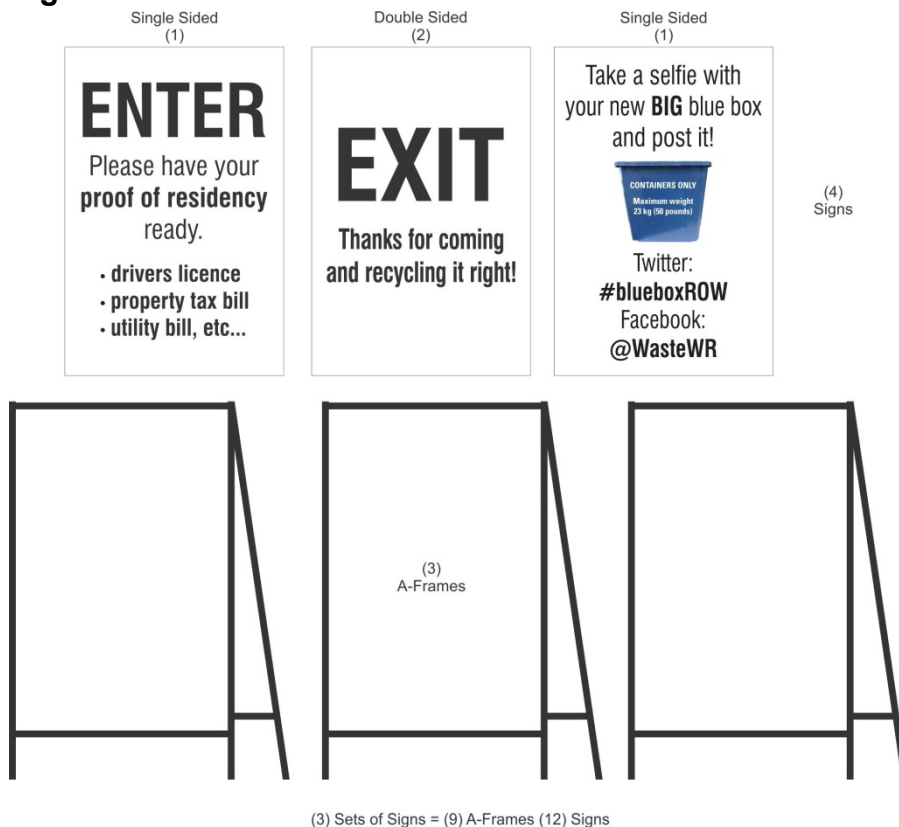 Single Sided
(1)
ENTER
Please have your
proof of residency
ready.
· drivers licence
· property tax bill
· utility bill, etc...
Double Sided
(2)
EXIT
Thanks for coming
and recycling it right!
Single Sided
(1)
Take a selfie with
your new BIG blue box
and post it!
CONTAINERS ONLY
Maximum weight
23 kg (50 pounds)
Twitter:
#blueboxROW
Facebook:
@WasteWR
(4)
Signs
(3)
A-Frames
(3) Sets of Signs = (9) A-Frames (12) Signs